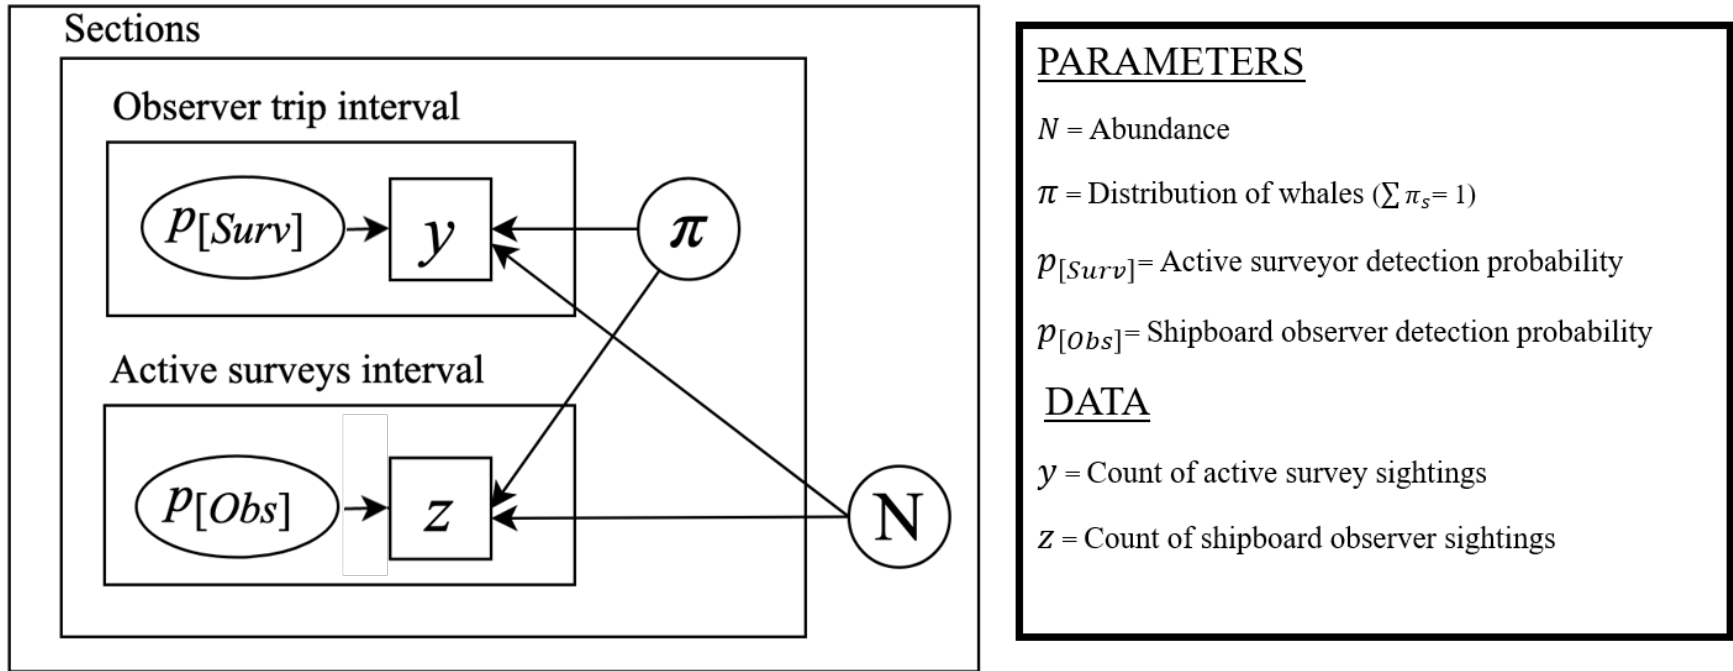 Sections
Observer trip interval
p[Surv]
y
π
Active surveys interval
p[Obs]
z
N
PARAMETERS
N = Abundance
π = Distribution of whales (∑ πs= 1)
p[Surv]= Active surveyor detection probability
p[Obs]= Shipboard observer detection probability
DATA
y = Count of active survey sightings
z = Count of shipboard observer sightings